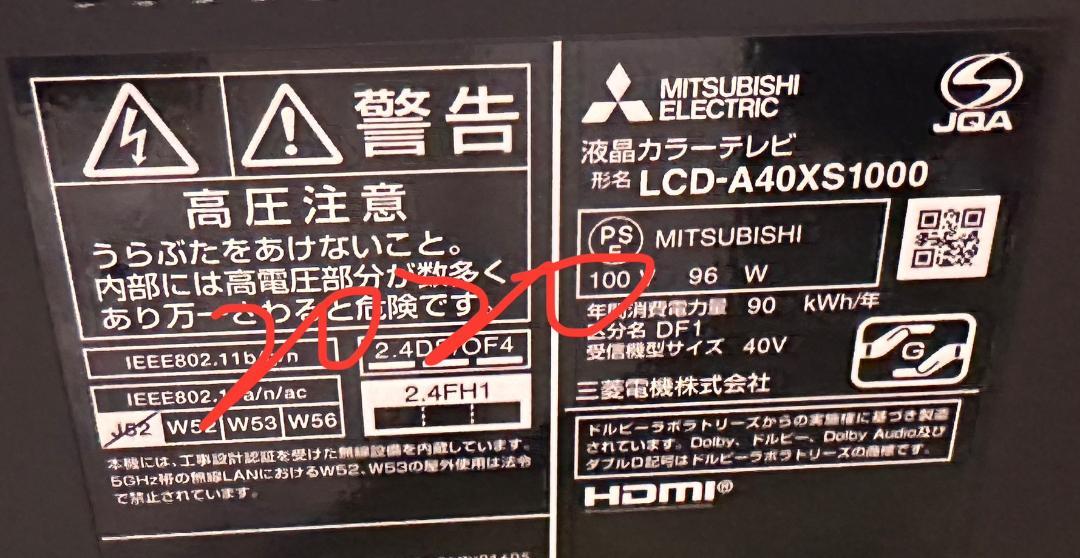 警告
高圧注意
うらぶたをあけないこと。
内部には高電圧部分が数多く
あり万一さわると危険です。
IEEE802.11b/g/n
2.4DS/OF4
IEEE802.11a/n/ac
2.4FH1
J52 W52 W53 W56
本機には、工事設計認証を受けた無線設備を内蔵しています。
5GHz帯の無線LANにおけるW52、W53の屋外使用は法令
で禁止されています。
2020
MITSUBISHI
ELECTRIC
JQA
液晶カラーテレビ
形名 LCD-A40XS1000
PS
E
MITSUBISHI
100 V 96 W
年間消費電力量 90 kWh/年
区分名 DF1
受信機型サイズ 40V
G
三菱電機株式会社
ドルビーラボラトリーズからの実施権に基づき製造
されています。Dolby、ドルビー、Dolby Audio及び
ダブルD記号はドルビーラボラトリーズの商標です。
HDMI®